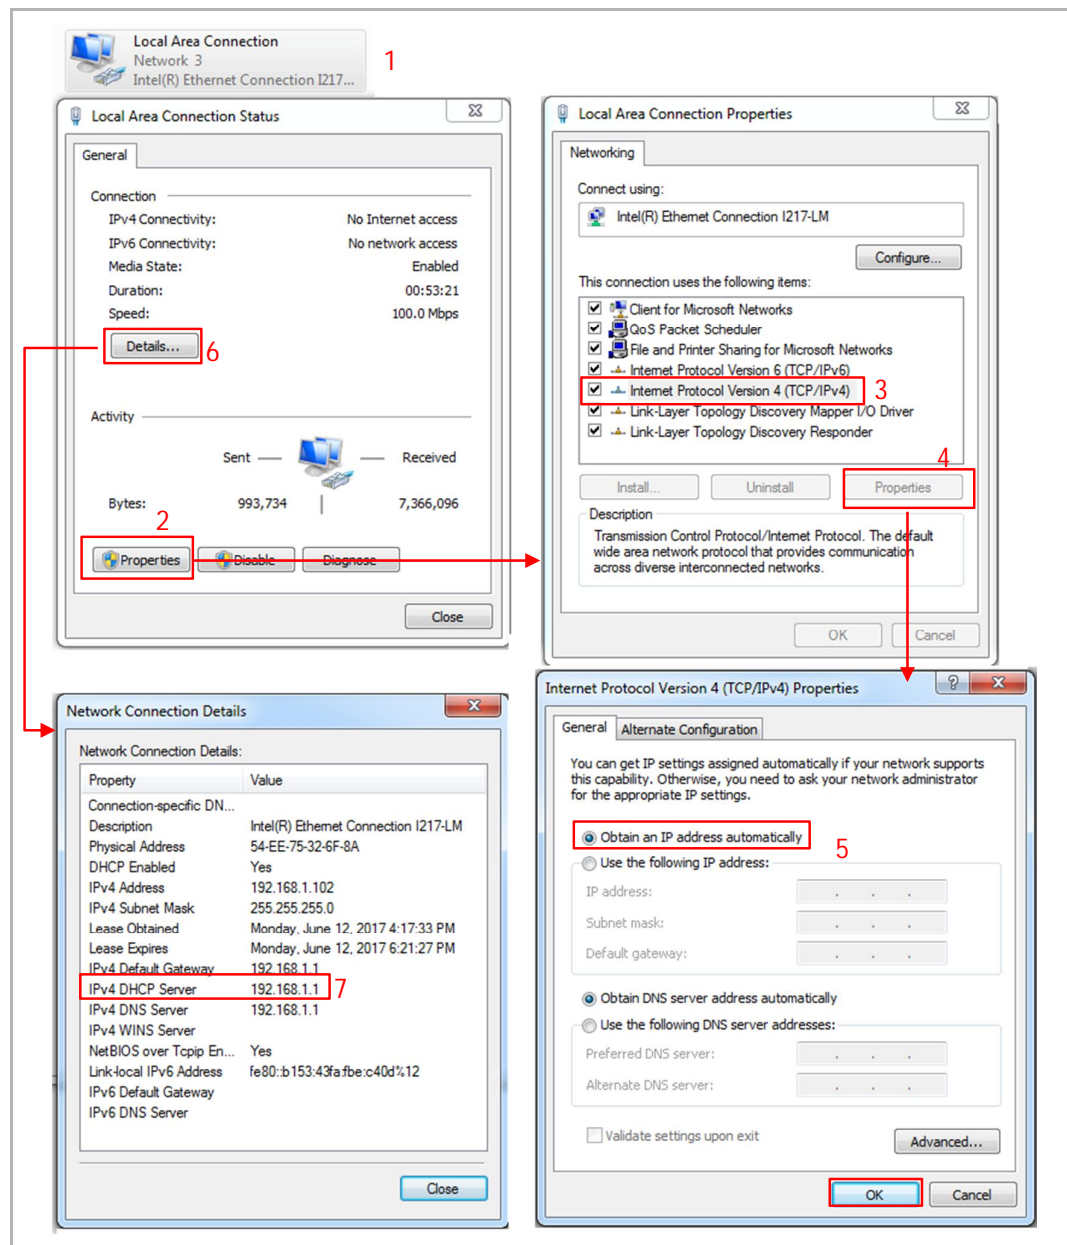 Local Area Connection
Network 3
Intel(R) Ethernet Connection I217...
1
Local Area Connection Status
General
Connection
IPv4 Connectivity: No Internet access
IPv6 Connectivity: No network access
Media State: Enabled
Duration: 00:53:21
Speed: 100.0 Mbps
Details...
6
Activity
Sent Received
Bytes: 993,734 7,366,096
2
Properties Disable Diagnose
Close
Local Area Connection Properties
Networking
Connect using:
Intel(R) Ethernet Connection I217-LM
Configure...
This connection uses the following items:
Client for Microsoft Networks
QoS Packet Scheduler
File and Printer Sharing for Microsoft Networks
Internet Protocol Version 6 (TCP/IPv6)
Internet Protocol Version 4 (TCP/IPv4)
3
Link-Layer Topology Discovery Mapper I/O Driver
Link-Layer Topology Discovery Responder
4
Install... Uninstall Properties
Description
Transmission Control Protocol/Internet Protocol. The default
wide area network protocol that provides communication
across diverse interconnected networks.
OK Cancel
Network Connection Details
Network Connection Details:
Property Value
Connection-specific DN...
Description Intel(R) Ethernet Connection I217-LM
Physical Address 54-EE-75-32-6F-8A
DHCP Enabled Yes
IPv4 Address 192.168.1.102
IPv4 Subnet Mask 255.255.255.0
Lease Obtained Monday, June 12, 2017 4:17:33 PM
Lease Expires Monday, June 12, 2017 6:21:27 PM
IPv4 Default Gateway 192.168.1.1
IPv4 DHCP Server 192.168.1.1
7
IPv4 DNS Server 192.168.1.1
IPv4 WINS Server
NetBIOS over Tcpip En... Yes
Link-local IPv6 Address fe80::b153:43fa:fbe:c40d%12
IPv6 Default Gateway
IPv6 DNS Server
Close
Internet Protocol Version 4 (TCP/IPv4) Properties
General Alternate Configuration
You can get IP settings assigned automatically if your network supports
this capability. Otherwise, you need to ask your network administrator
for the appropriate IP settings.
Obtain an IP address automatically
5
Use the following IP address:
IP address:
Subnet mask:
Default gateway:
Obtain DNS server address automatically
Use the following DNS server addresses:
Preferred DNS server:
Alternate DNS server:
Validate settings upon exit
Advanced...
OK Cancel